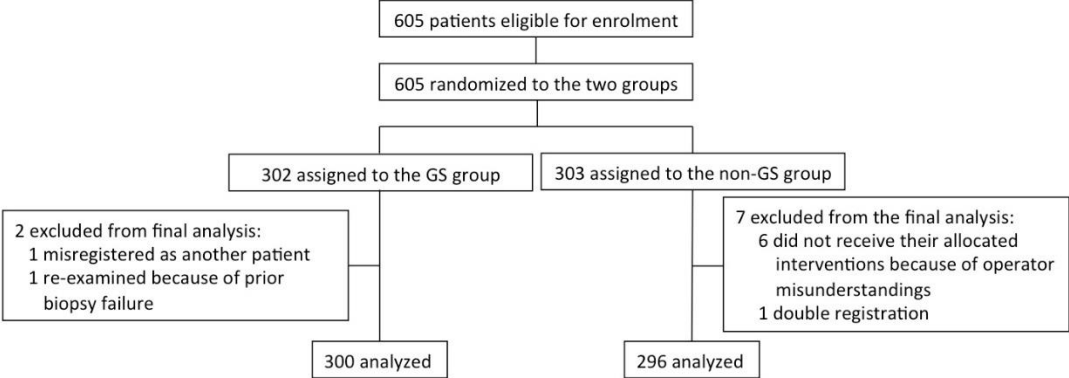 605 patients eligible for enrolment
605 randomized to the two groups
302 assigned to the GS group
303 assigned to the non-GS group
2 excluded from final analysis:
1 misregistered as another patient
1 re-examined because of prior
biopsy failure
7 excluded from the final analysis:
6 did not receive their allocated
interventions because of operator
misunderstandings
1 double registration
300 analyzed
296 analyzed